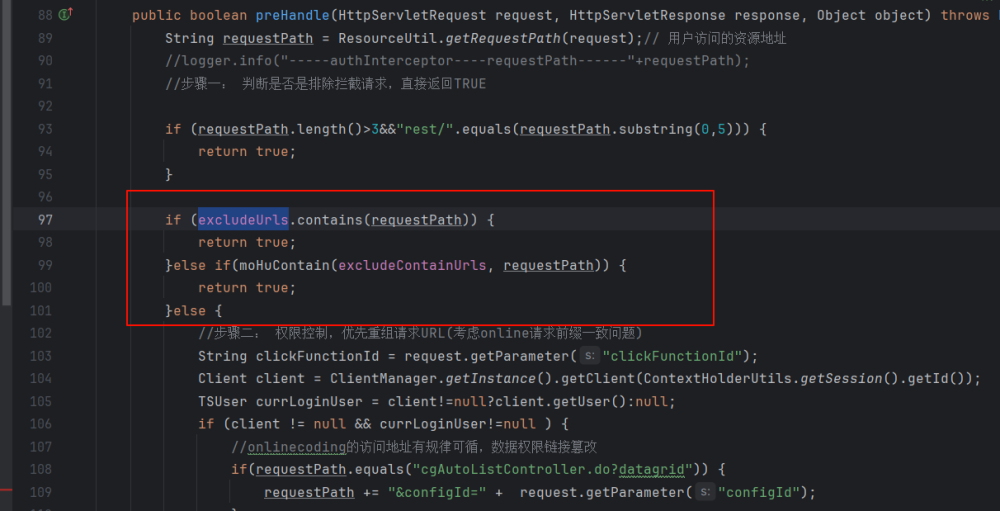 88 public boolean preHandle(HttpServletRequest request, HttpServletResponse response, Object object) throws
89 String requestPath = ResourceUtil.getRequestPath(request);// 用户访问的资源地址
90 //logger.info("-----authInterceptor----requestPath------"+requestPath);
91 //步骤一: 判断是否是排除拦截请求，直接返回TRUE
92
93 if (requestPath.length()>3&&"rest/".equals(requestPath.substring(0,5))) {
94 return true;
95 }
96
97 if (excludeUrls.contains(requestPath)) {
98 return true;
99 }else if(moHuContain(excludeContainUrls, requestPath)) {
100 return true;
101 }else {
102 //步骤二: 权限控制，优先重组请求URL(考虑online请求前缀一致问题)
103 String clickFunctionId = request.getParameter( s: "clickFunctionId");
104 Client client = ClientManager.getInstance().getClient(ContextHolderUtils.getSession().getId());
105 TSUser currLoginUser = client!=null?client.getUser():null;
106 if (client != null && currLoginUser!=null ) {
107 //onlinecoding的访问地址有规律可循，数据权限链接篡改
108 if(requestPath.equals("cgAutoListController.do?datagrid")) {
109 requestPath += "&configId=" + request.getParameter( s: "configId");